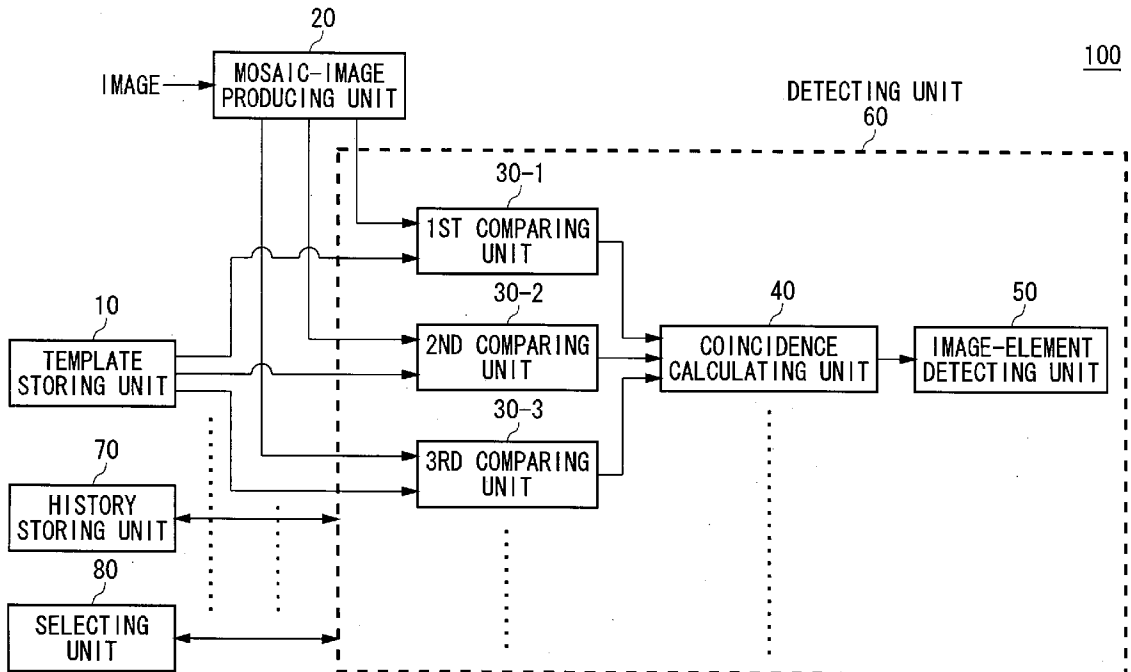 20
100
IMAGE
MOSAIC-IMAGE
PRODUCING UNIT
DETECTING UNIT
60
30-1
1ST COMPARING
UNIT
10
TEMPLATE
STORING UNIT
30-2
2ND COMPARING
UNIT
40
COINCIDENCE
CALCULATING UNIT
50
IMAGE-ELEMENT
DETECTING UNIT
30-3
3RD COMPARING
UNIT
70
HISTORY
STORING UNIT
80
SELECTING
UNIT